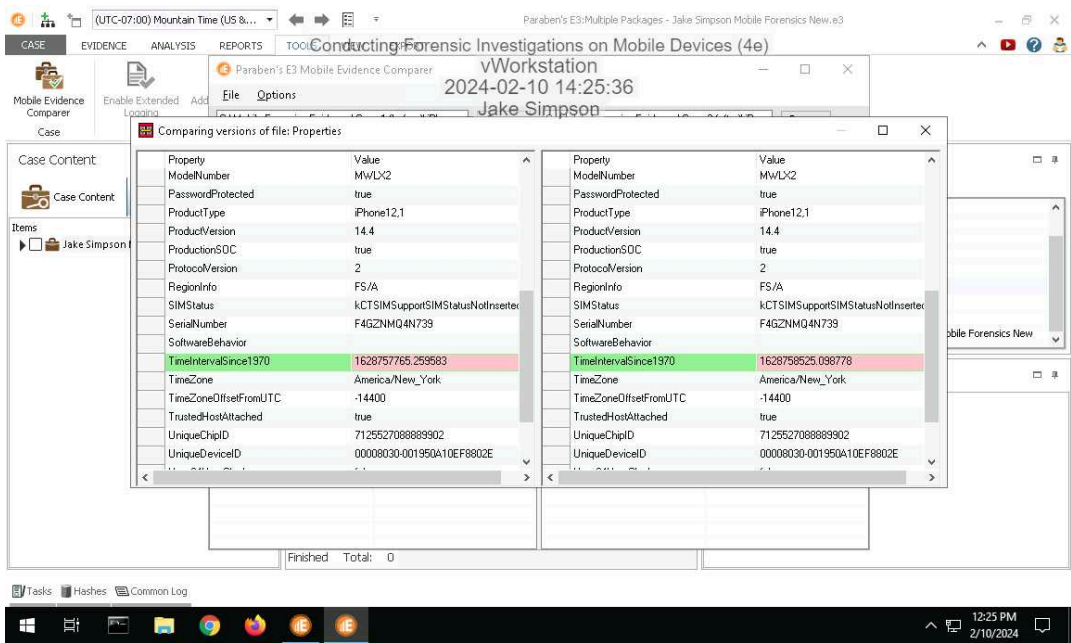 (UTC-07:00) Mountain Time (US &...
Paraben's E3:Multiple Packages - Jake Simpson Mobile Forensics New.e3
CASE EVIDENCE ANALYSIS REPORTS TOOLS VIEW EXPORT
Conducting Forensic Investigations on Mobile Devices (4e)
vWorkstation
2024-02-10 14:25:36
Jake Simpson
Mobile Evidence
Comparer
Enable Extended
Logging
Add
Case
Paraben's E3 Mobile Evidence Comparer
File Options
Comparing versions of file: Properties
Case Content
Case Content
Items
Jake Simpson
Property Value Property Value
ModelNumber MWLX2 ModelNumber MWLX2
PasswordProtected true PasswordProtected true
ProductType iPhone12,1 ProductType iPhone12,1
ProductVersion 14.4 ProductVersion 14.4
ProductionSOC true ProductionSOC true
ProtocolVersion 2 ProtocolVersion 2
RegionInfo FS/A RegionInfo FS/A
SIMStatus kCTSIMSupportSIMStatusNotInserted SIMStatus kCTSIMSupportSIMStatusNotInserted
SerialNumber F4GZNMQ4N739 SerialNumber F4GZNMQ4N739
SoftwareBehavior SoftwareBehavior
TimeIntervalSince1970 1628757765.259583 TimeIntervalSince1970 1628758525.098778
TimeZone America/New_York TimeZone America/New_York
TimeZoneOffsetFromUTC -14400 TimeZoneOffsetFromUTC -14400
TrustedHostAttached true TrustedHostAttached true
UniqueChipID 7125527088889902 UniqueChipID 7125527088889902
UniqueDeviceID 00008030-001950A10EF8802E UniqueDeviceID 00008030-001950A10EF8802E
obile Forensics New
Finished Total: 0
Tasks Hashes Common Log
12:25 PM
2/10/2024